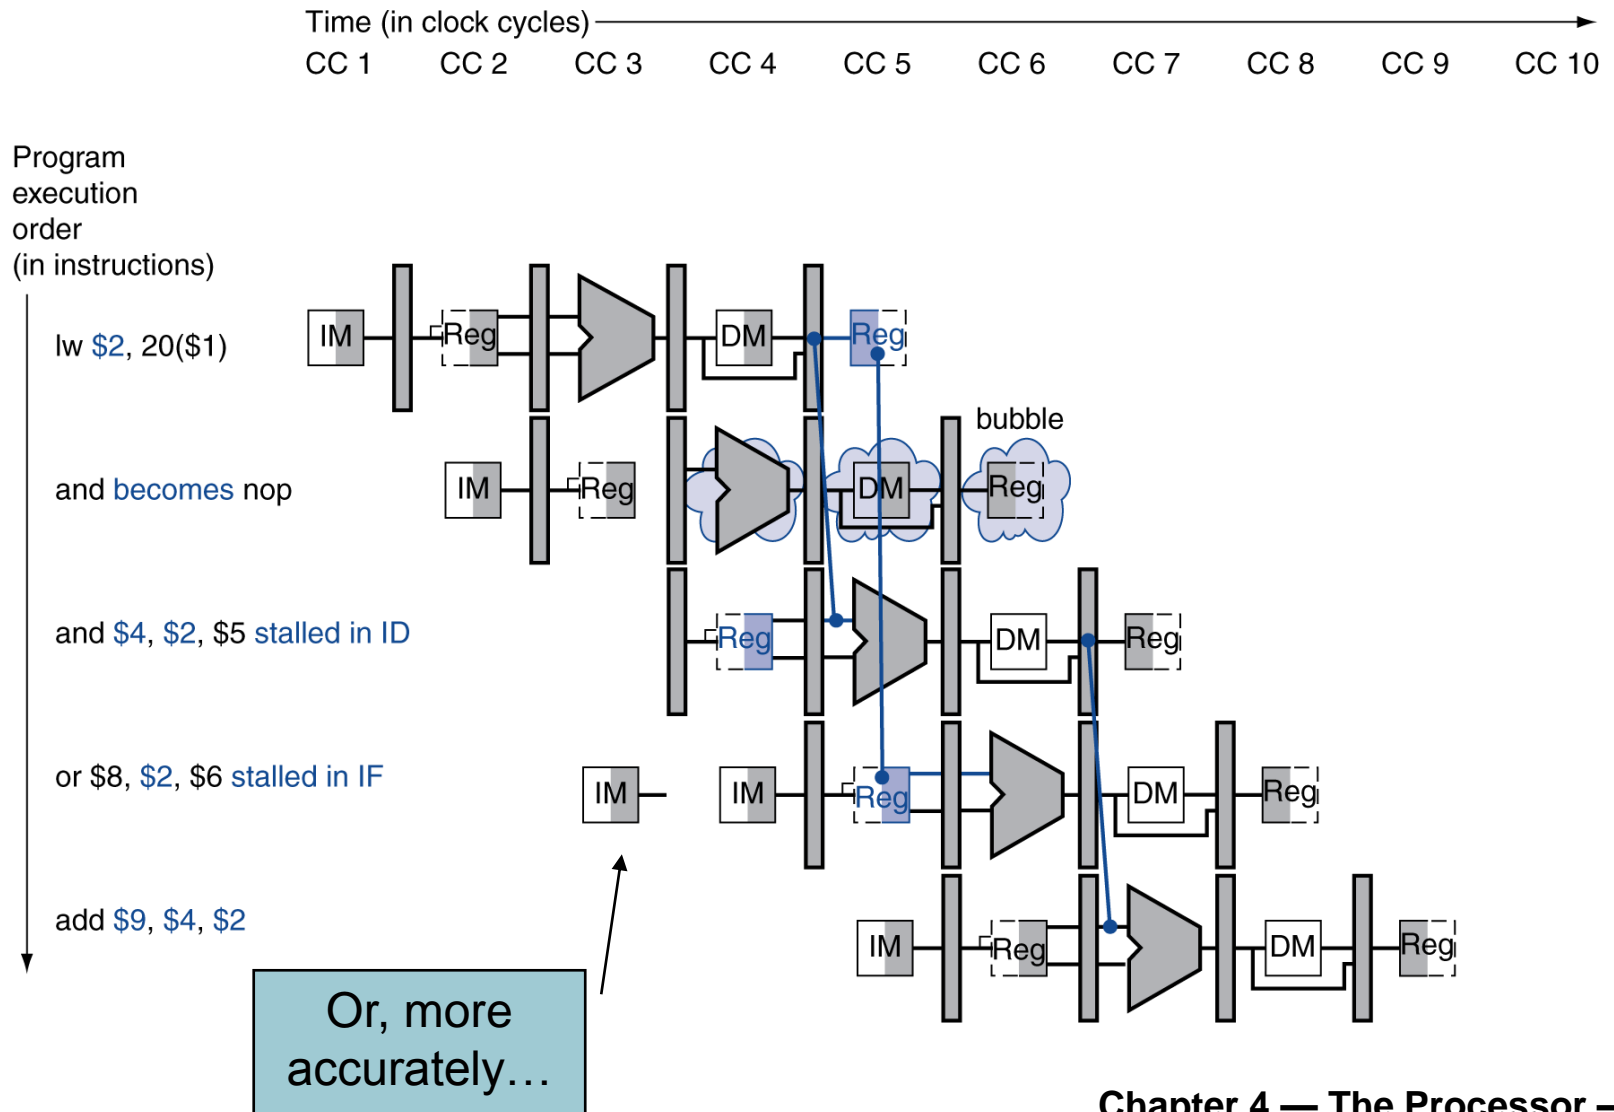 Time (in clock cycles)
CC 1 CC 2 CC 3 CC 4 CC 5 CC 6 CC 7 CC 8 CC 9 CC 10
Program
execution
order
(in instructions)
lw $2, 20($1)
IM Reg DM Reg
bubble
and becomes nop
IM Reg DM Reg
and $4, $2, $5 stalled in ID
Reg DM Reg
or $8, $2, $6 stalled in IF
IM IM Reg DM Reg
add $9, $4, $2
IM Reg DM Reg
Or, more
accurately…
Chapter 4 — The Processor —